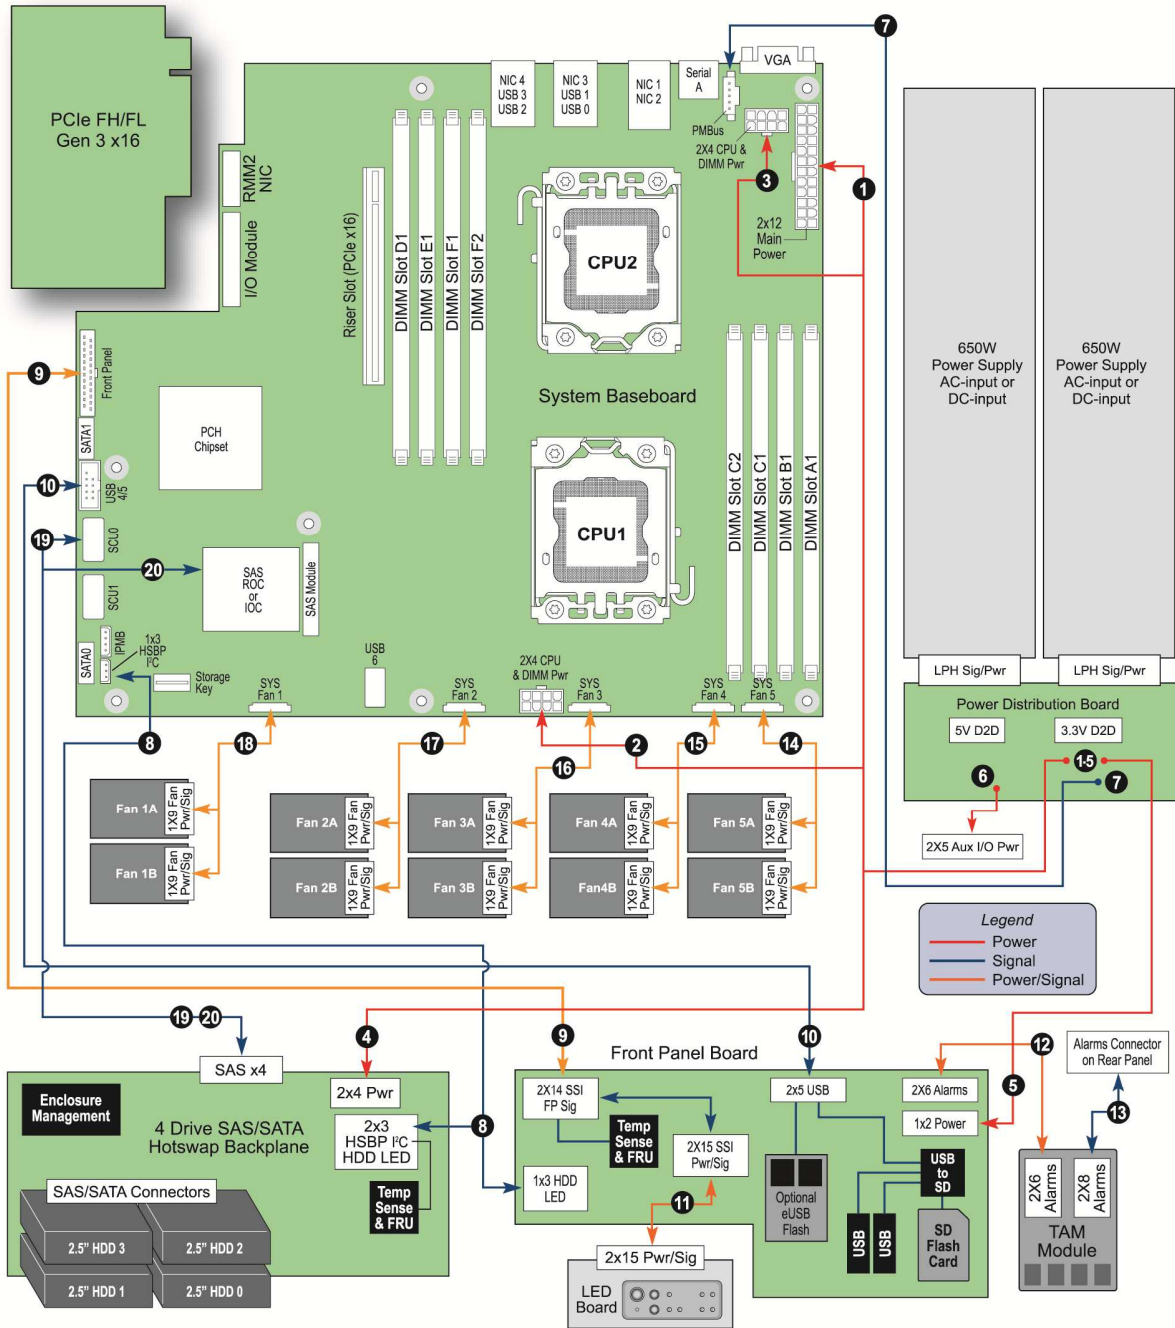 PCIe FH/FL
Gen 3 x16
7
VGA
NIC 4
USB 3
USB 2
NIC 3
USB 1
USB 0
NIC 1
NIC 2
Serial
A
PMBus
2X4 CPU &
DIMM Pwr
3
1
2x12
Main
Power
RMM2
NIC
I/O Module
Riser Slot (PCIe x16)
DIMM Slot D1
DIMM Slot E1
DIMM Slot F1
DIMM Slot F2
CPU2
System Baseboard
650W
Power Supply
AC-input or
DC-input
650W
Power Supply
AC-input or
DC-input
9
Front Panel
SATA1
PCH
Chipset
10
USB
4/5
19
SCU0
20
SCU1
SAS
ROC
or
IOC
SAS Module
CPU1
DIMM Slot C2
DIMM Slot C1
DIMM Slot B1
DIMM Slot A1
SATA0
IPMB
1x3
HSBP
I²C
Storage
Key
USB
6
2X4 CPU
& DIMM Pwr
SYS
Fan 1
SYS
Fan 2
SYS
Fan 3
SYS
Fan 4
SYS
Fan 5
LPH Sig/Pwr
LPH Sig/Pwr
Power Distribution Board
5V D2D
3.3V D2D
1-5
6
7
2X5 Aux I/O Pwr
8
18
17
16
2
15
14
Fan 1A
1X9 Fan
Pwr/Sig
Fan 1B
1X9 Fan
Pwr/Sig
Fan 2A
1X9 Fan
Pwr/Sig
Fan 2B
1X9 Fan
Pwr/Sig
Fan 3A
1X9 Fan
Pwr/Sig
Fan 3B
1X9 Fan
Pwr/Sig
Fan 4A
1X9 Fan
Pwr/Sig
Fan4B
1X9 Fan
Pwr/Sig
Fan 5A
1X9 Fan
Pwr/Sig
Fan 5B
1X9 Fan
Pwr/Sig
Legend
Power
Signal
Power/Signal
19
20
4
9
10
12
5
13
SAS x4
2x4 Pwr
Enclosure
Management
4 Drive SAS/SATA
Hotswap Backplane
2x3
HSBP I²C
HDD LED
8
Temp
Sense
& FRU
SAS/SATA Connectors
2.5” HDD 3
2.5” HDD 2
2.5” HDD 1
2.5” HDD 0
Front Panel Board
2X14 SSI
FP Sig
Temp
Sense
& FRU
2X15 SSI
Pwr/Sig
1x3 HDD
LED
11
2x15 Pwr/Sig
LED
Board
2x5 USB
Optional
eUSB
Flash
USB
USB
USB
to
SD
SD
Flash
Card
2X6 Alarms
1x2 Power
Alarms Connector
on Rear Panel
2X6
Alarms
2X8
Alarms
TAM
Module